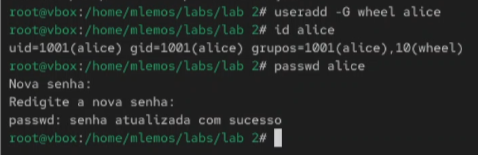 root@vbox:/home/mlemos/labs/lab 2# useradd -G wheel alice
root@vbox:/home/mlemos/labs/lab 2# id alice
uid=1001(alice) gid=1001(alice) grupos=1001(alice),10(wheel)
root@vbox:/home/mlemos/labs/lab 2# passwd alice
Nova senha:
Redigite a nova senha:
passwd: senha atualizada com sucesso
root@vbox:/home/mlemos/labs/lab 2#